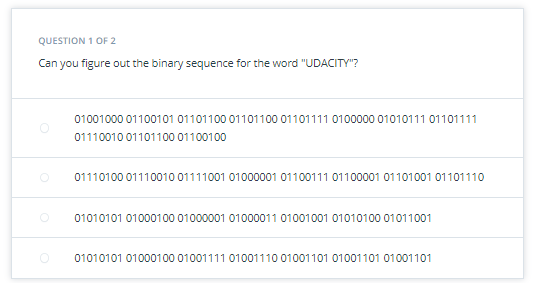 QUESTION 1 OF 2
Can you figure out the binary sequence for the word "UDACITY"?
01001000 01100101 01101100 01101100 01101111 0100000 01010111 01101111
01110010 01101100 01100100
01110100 01110010 01111001 01000001 01100111 01100001 01101001 01101110
01010101 01000100 01000001 01000011 01001001 01010100 01011001
01010101 01000100 01001111 01001110 01001101 01001101 01001101